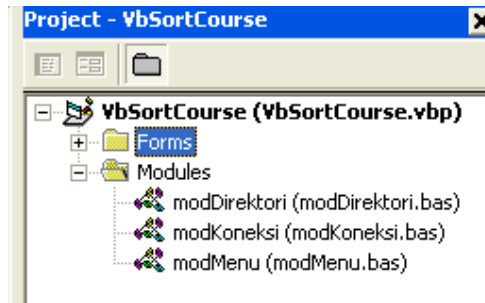 Project - VbSortCourse
VbSortCourse (VbSortCourse.vbp)
Forms
Modules
modDirektori (modDirektori.bas)
modKoneksi (modKoneksi.bas)
modMenu (modMenu.bas)